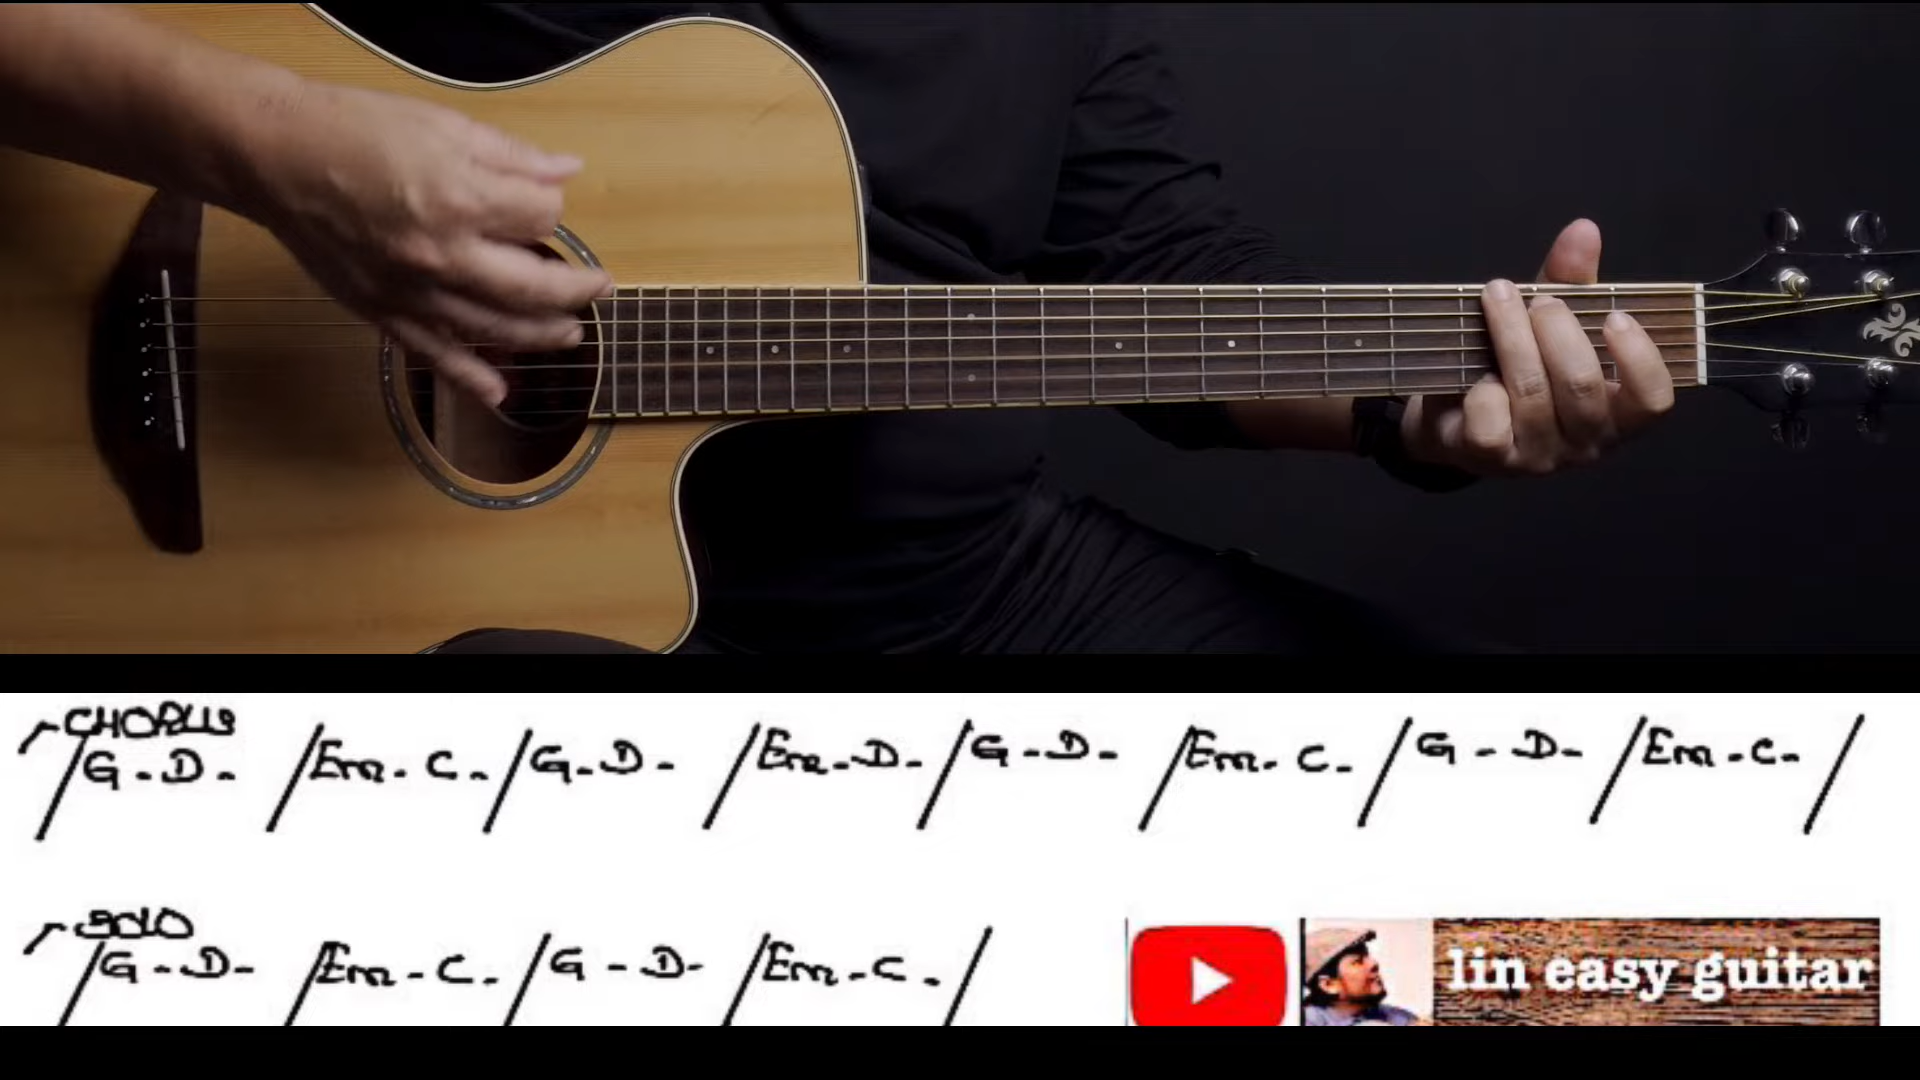 CHORUS
/ G - D - / Em - C - / G - D - / Em - D - / G - D - / Em - C - / G - D - / Em - C - /
SOLO
/ G - D - / Em - C - / G - D - / Em - C - /
lin easy guitar